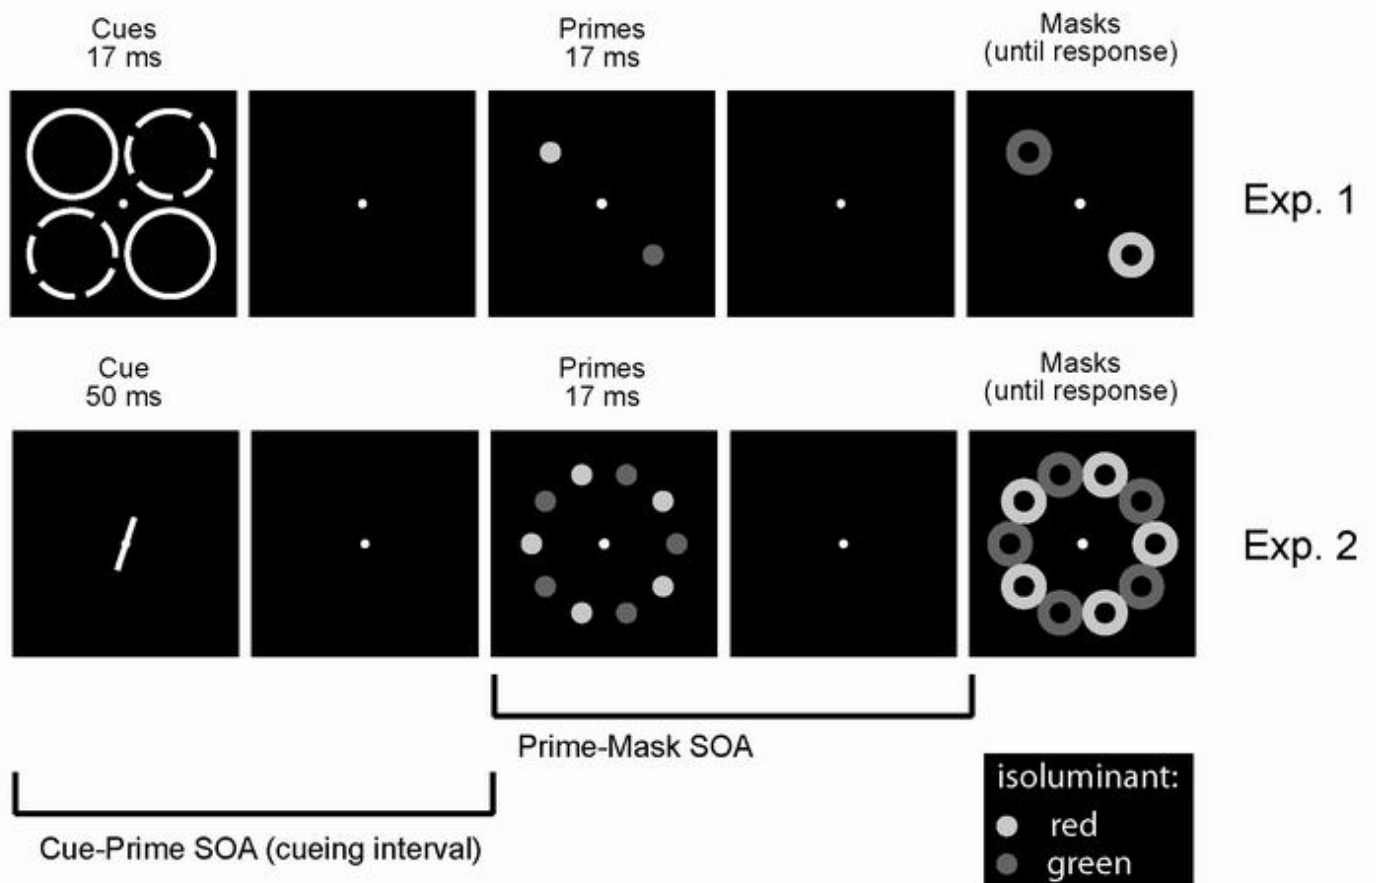 Cues
17 ms
Primes
17 ms
Masks
(until response)
Exp. 1
Cue
50 ms
Primes
17 ms
Masks
(until response)
Exp. 2
Prime-Mask SOA
Cue-Prime SOA (cueing interval)
isoluminant:
red
green